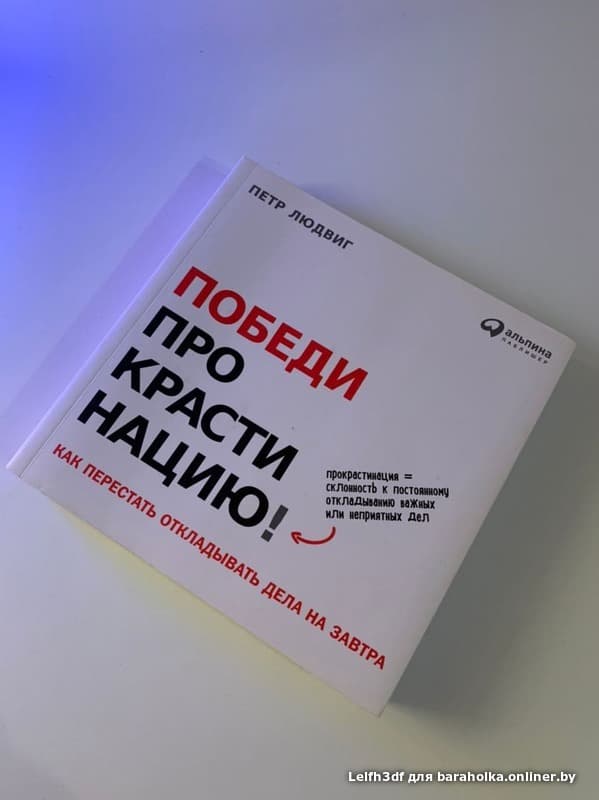 ПЕТР ЛЮДВИГ
альпина
ПАБЛИШЕР
ПОБЕДИ
ПРО
КРАСТИ
НАЦИЮ!
прокрастинация =
склонность к постоянному
откладыванию важных
или неприятных дел
КАК ПЕРЕСТАТЬ ОТКЛАДЫВАТЬ ДЕЛА НА ЗАВТРА
Lelfh3df для baraholka.onliner.by